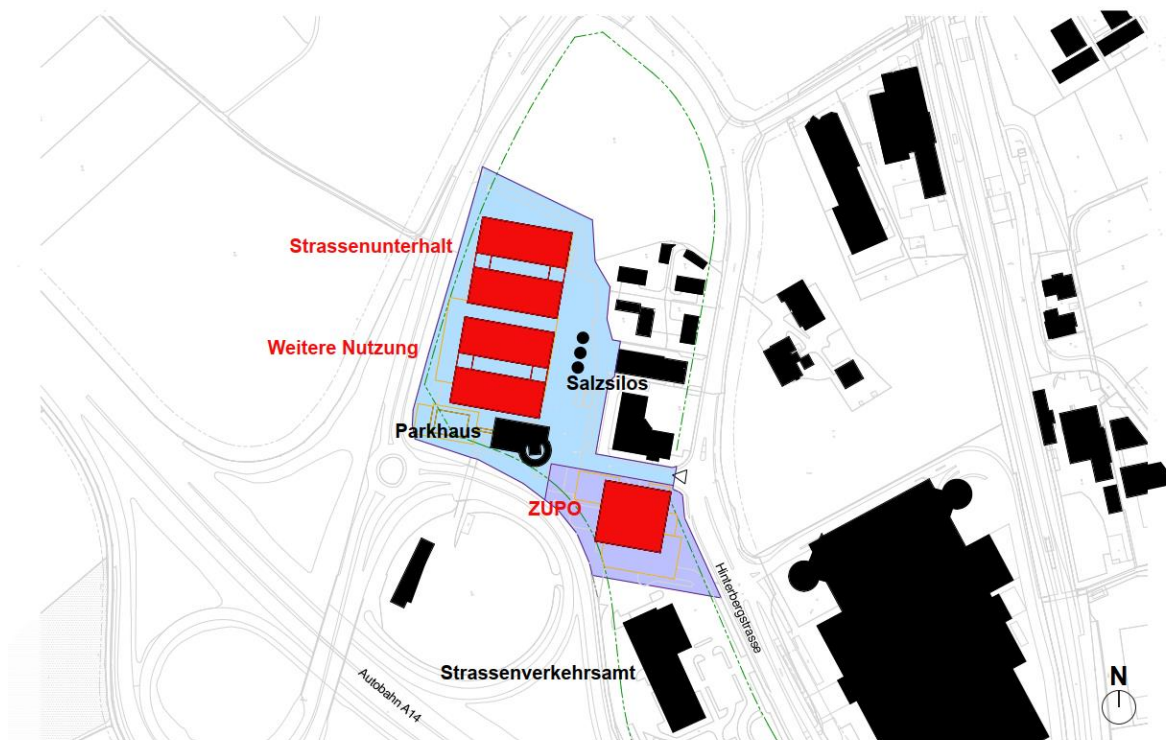 Strassenunterhalt
Weitere Nutzung
Salzsilos
Parkhaus
ZUPO
Hinterbergstrasse
Strassenverkehrsamt
Autobahn A14
N